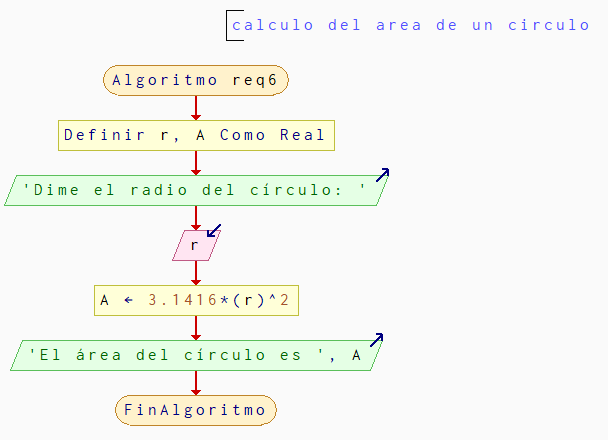 calculo del area de un circulo
Algoritmo req6
Definir r, A Como Real
'Dime el radio del círculo: '
r
A ← 3.1416*(r)^2
'El área del círculo es ', A
FinAlgoritmo